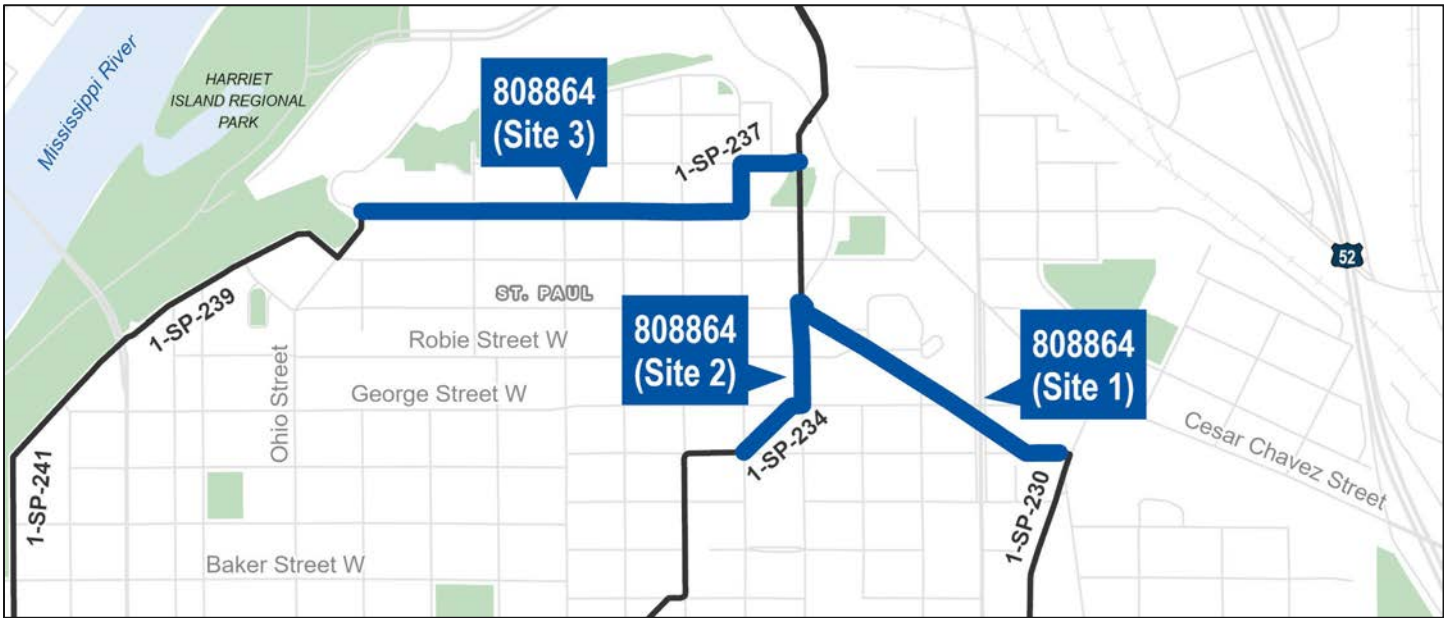 Mississippi River
HARRIET
ISLAND REGIONAL
PARK
808864
(Site 3)
1-SP-237
52
ST. PAUL
1-SP-239
808864
(Site 2)
808864
(Site 1)
Robie Street W
George Street W
Ohio Street
1-SP-234
Cesar Chavez Street
1-SP-241
1-SP-230
Baker Street W